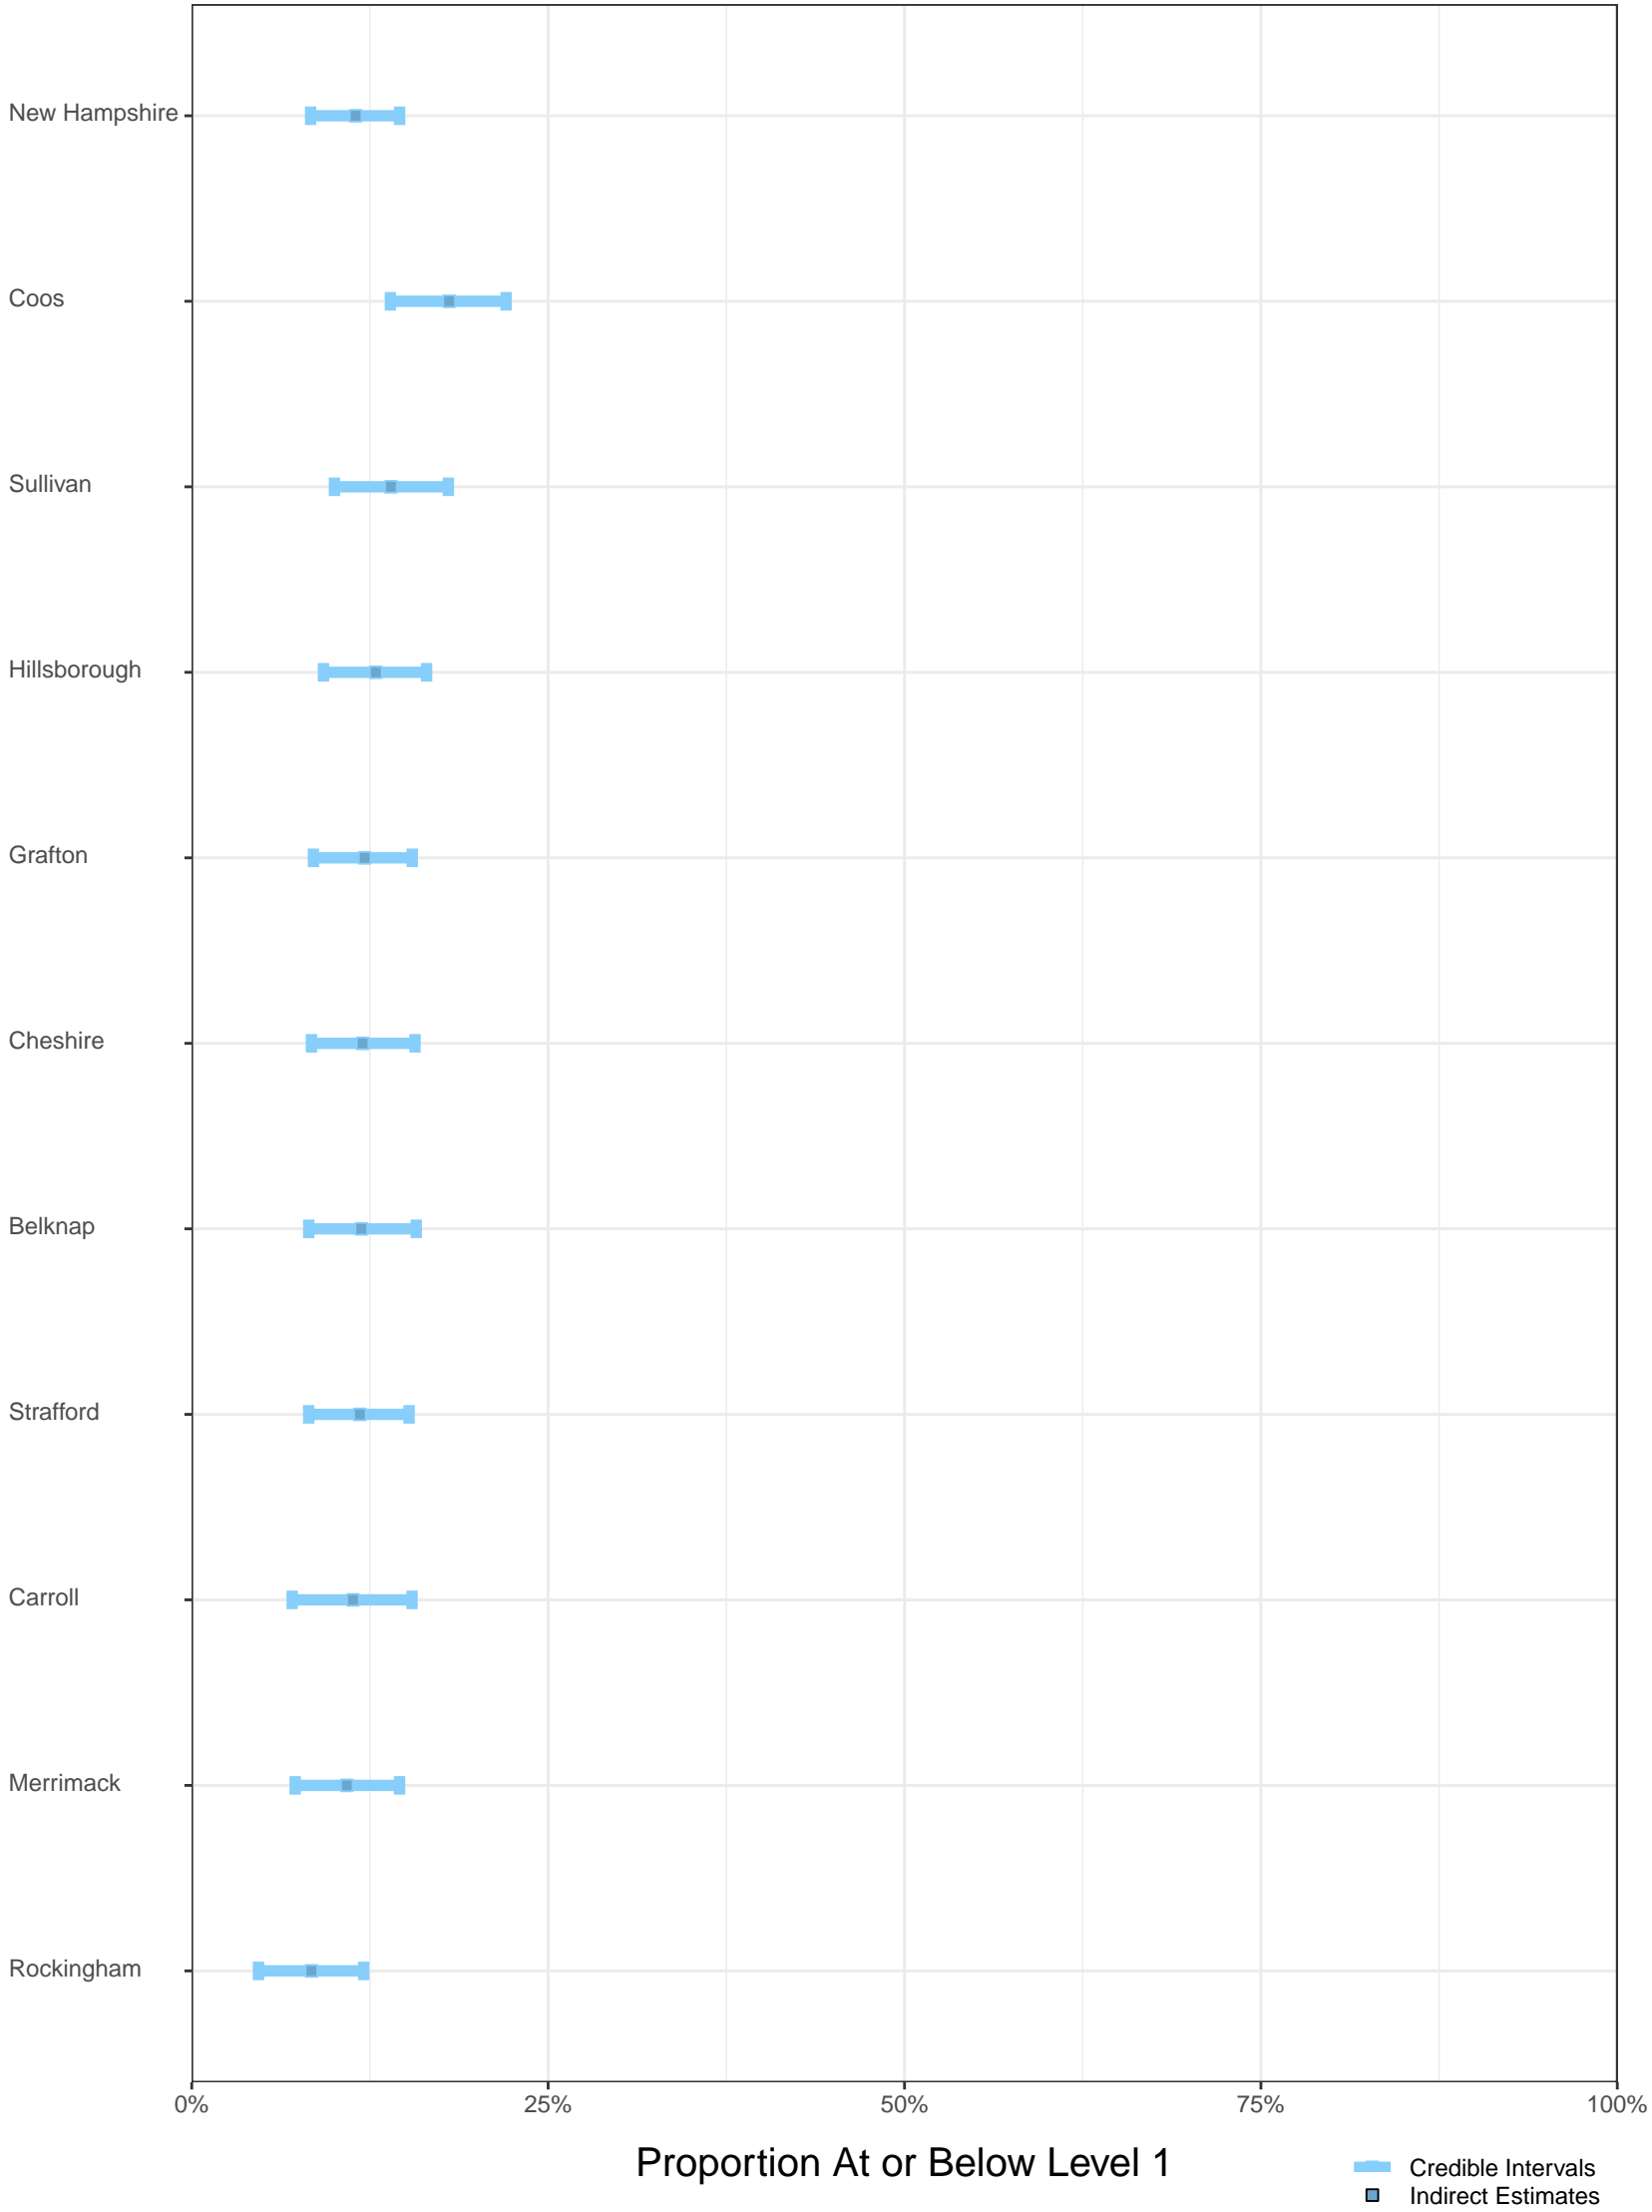 New Hampshire
Coos
Sullivan
Hillsborough
Grafton
Cheshire
Belknap
Strafford
Carroll
Merrimack
Rockingham
0% 25% 50% 75% 100%
Proportion At or Below Level 1
Credible Intervals
Indirect Estimates